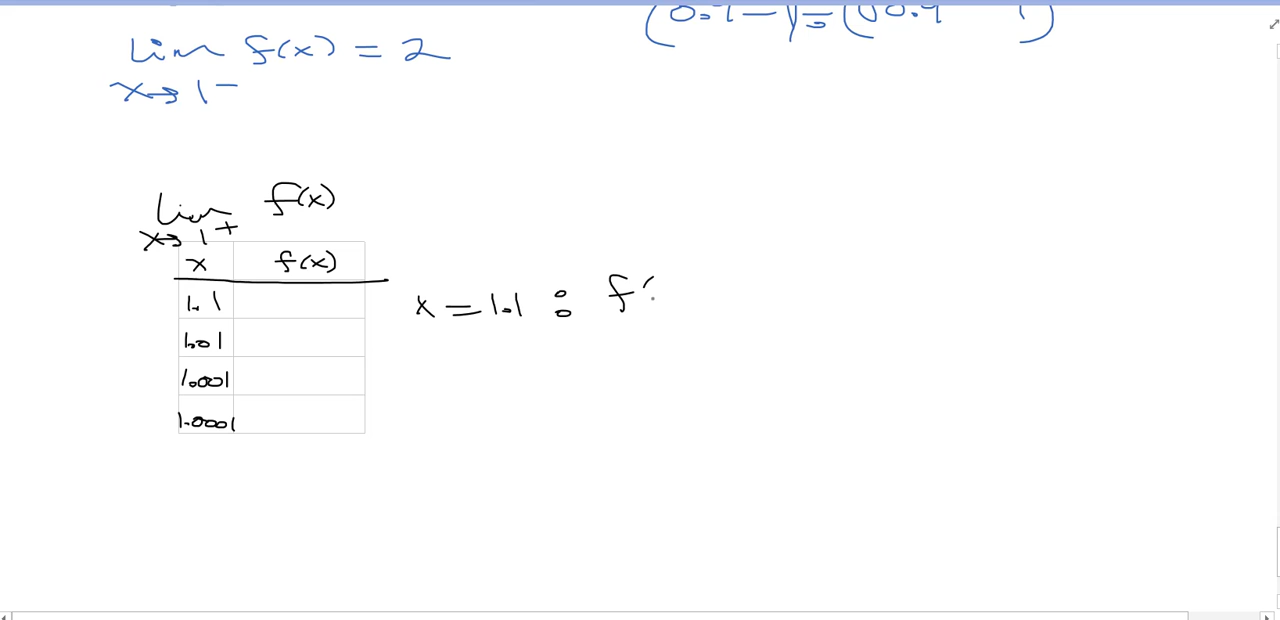 lim f(x) = 2
x→1⁻
lim f(x)
x→1⁺
x f(x)
1.1 x = 1.1 : f
1.01
1.001
1.0001